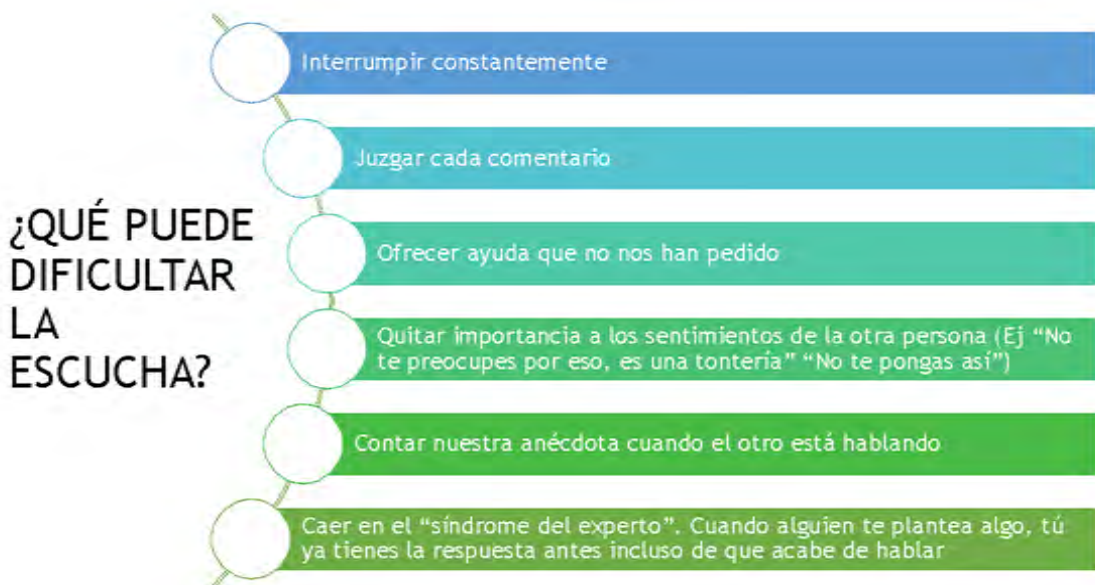 ¿QUÉ PUEDE
DIFICULTAR
LA
ESCUCHA?
Interrumpir constantemente
Juzgar cada comentario
Ofrecer ayuda que no nos han pedido
Quitar importancia a los sentimientos de la otra persona (Ej “No
te preocupes por eso, es una tontería” “No te pongas así”)
Contar nuestra anécdota cuando el otro está hablando
Caer en el “síndrome del experto”. Cuando alguien te plantea algo, tú
ya tienes la respuesta antes incluso de que acabe de hablar